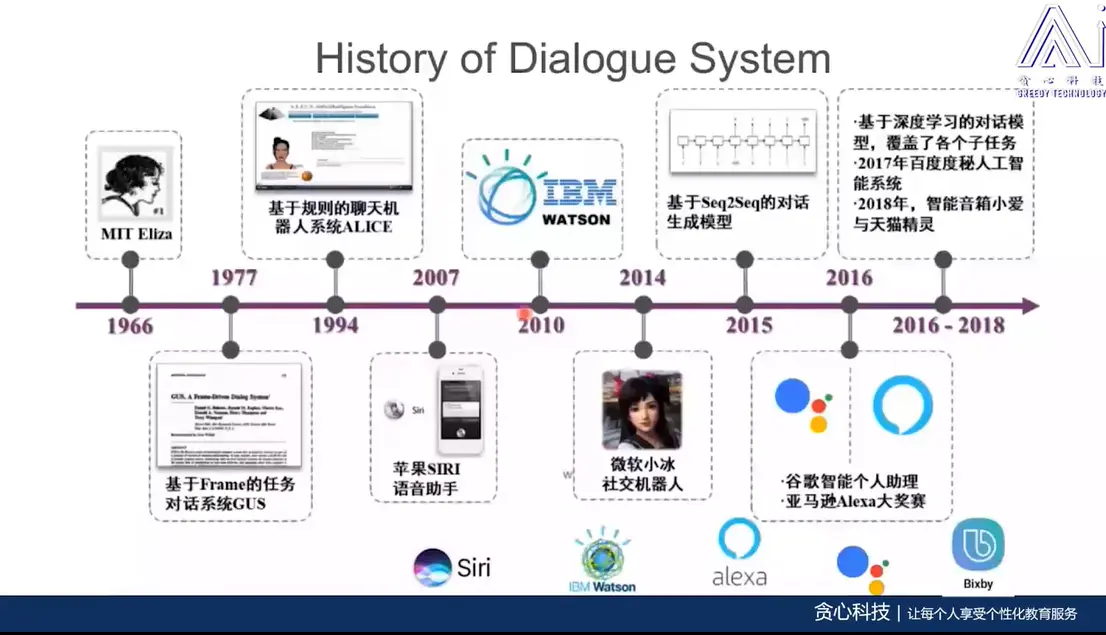 History of Dialogue System
贪心科技
GREEDY TECHNOLOGY
#1
MIT Eliza
基于规则的聊天机
器人系统ALICE
IBM
WATSON
基于Seq2Seq的对话
生成模型
·基于深度学习的对话模
型，覆盖了各个子任务
·2017年百度度秘人工智
能系统
·2018年，智能音箱小爱
与天猫精灵
1977
2007
2014
2016
1966
1994
2010
2015
2016 - 2018
GUS, A Frame-Driven Dialog System
基于Frame的任务
对话系统GUS
Siri
苹果SIRI
语音助手
微软小冰
社交机器人
·谷歌智能个人助理
·亚马逊Alexa大奖赛
Siri
IBM Watson
alexa
Bixby
贪心科技 | 让每个人享受个性化教育服务